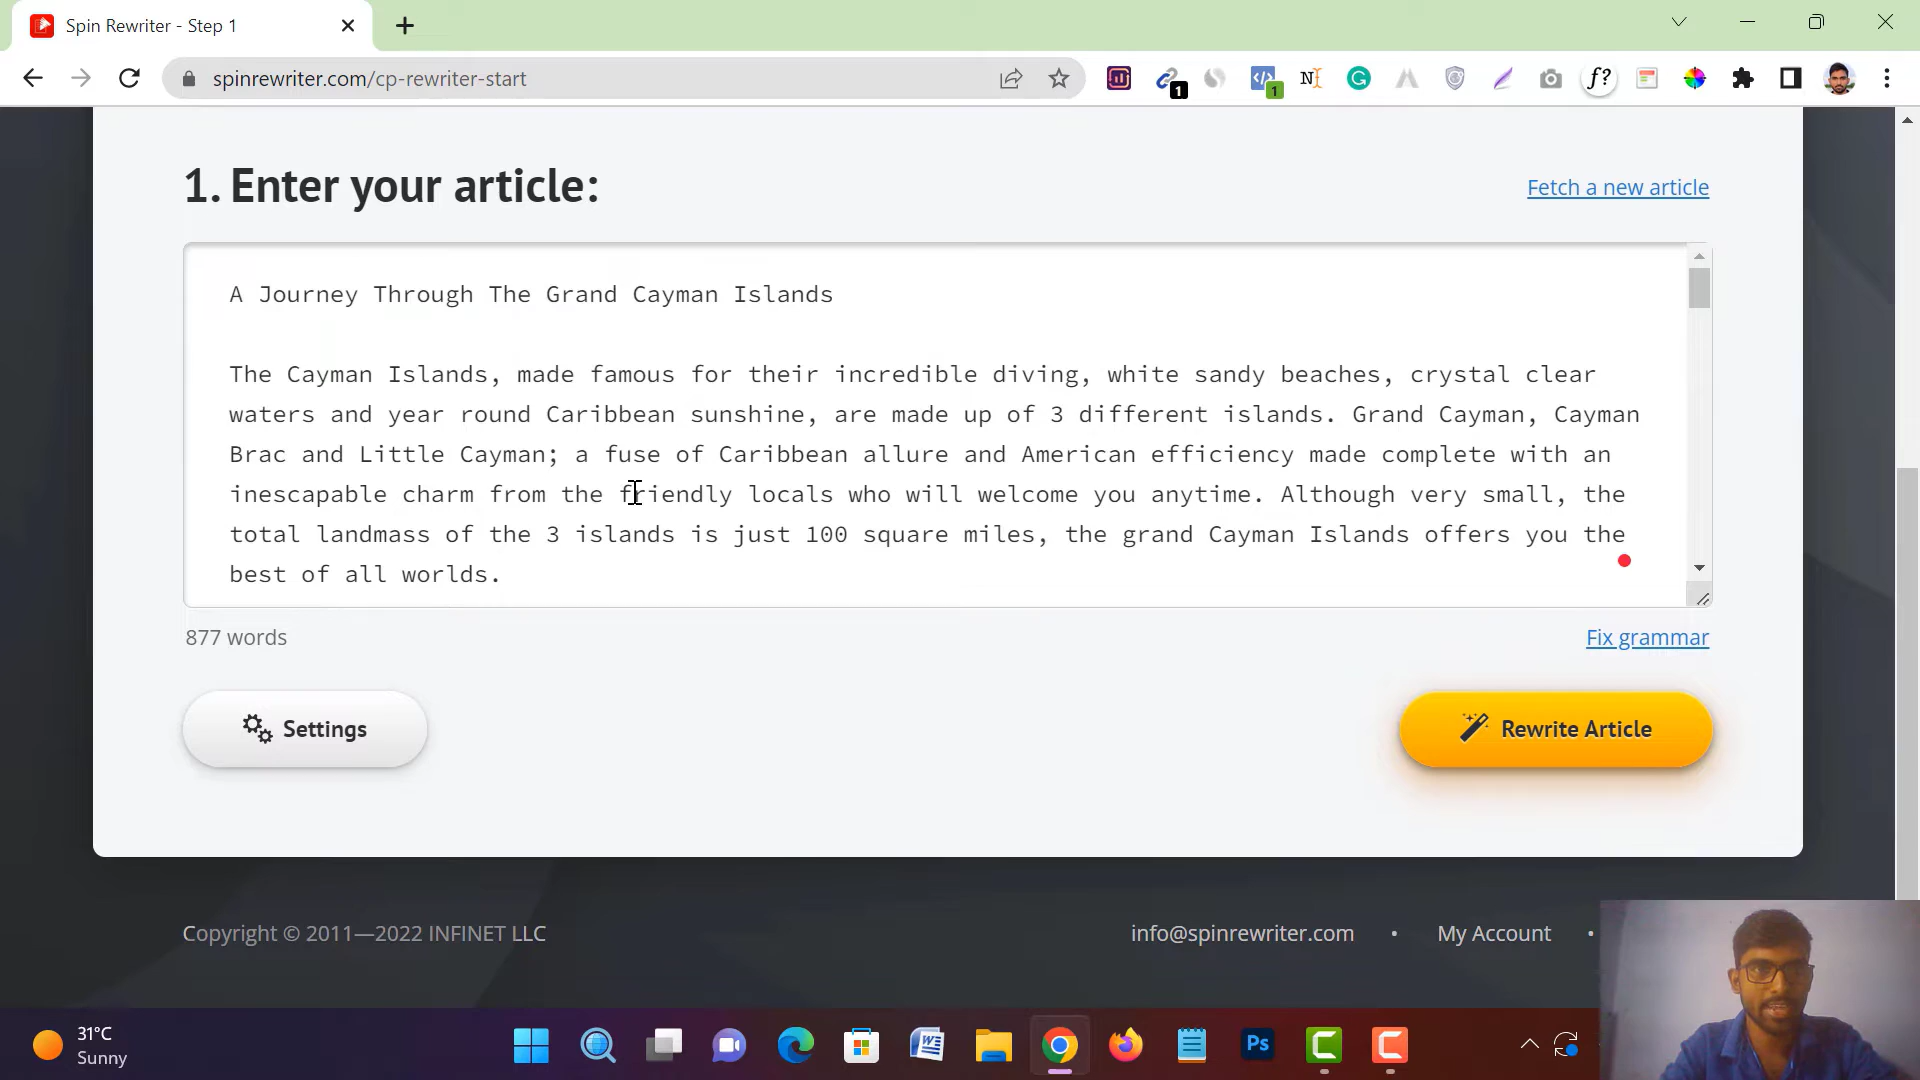 Spin Rewriter - Step 1
spinrewriter.com/cp-rewriter-start
1
1
N
G
f?
1. Enter your article:
Fetch a new article
A Journey Through The Grand Cayman Islands
The Cayman Islands, made famous for their incredible diving, white sandy beaches, crystal clear
waters and year round Caribbean sunshine, are made up of 3 different islands. Grand Cayman, Cayman
Brac and Little Cayman; a fuse of Caribbean allure and American efficiency made complete with an
inescapable charm from the friendly locals who will welcome you anytime. Although very small, the
total landmass of the 3 islands is just 100 square miles, the grand Cayman Islands offers you the
best of all worlds.
877 words
Fix grammar
Settings
Rewrite Article
Copyright © 2011—2022 INFINET LLC
info@spinrewriter.com • My Account •
31°C
Sunny
W
Ps
C
C